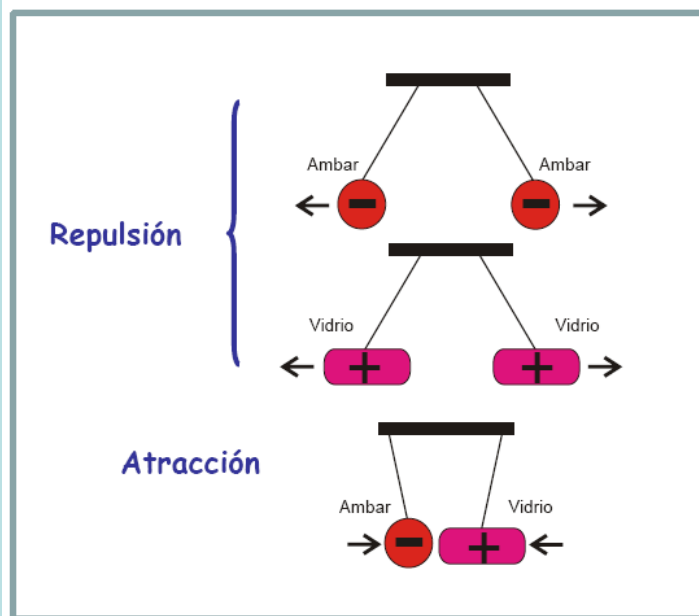 Ambar Ambar
- -
Repulsión
Vidrio Vidrio
+ +
Atracción
Ambar Vidrio
- +